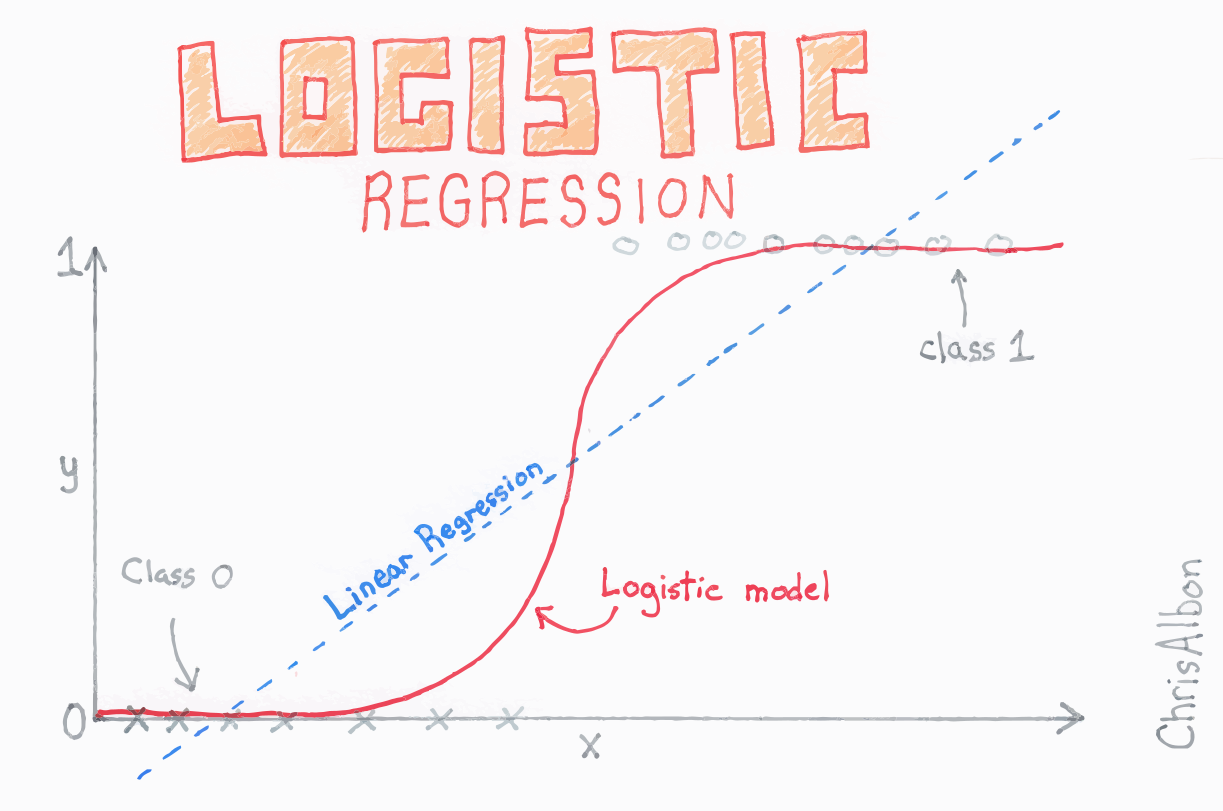 LOGISTIC
REGRESSION
1
class 1
y
Linear Regression
Class 0
Logistic model
0
x
ChrisAlbon